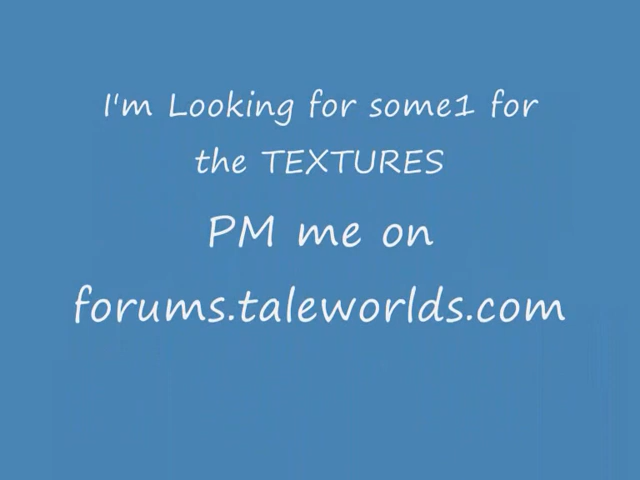 I'm Looking for some1 for
the TEXTURES
PM me on
forums.taleworlds.com